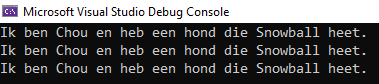 Microsoft Visual Studio Debug Console
Ik ben Chou en heb een hond die Snowball heet.
Ik ben Chou en heb een hond die Snowball heet.
Ik ben Chou en heb een hond die Snowball heet.